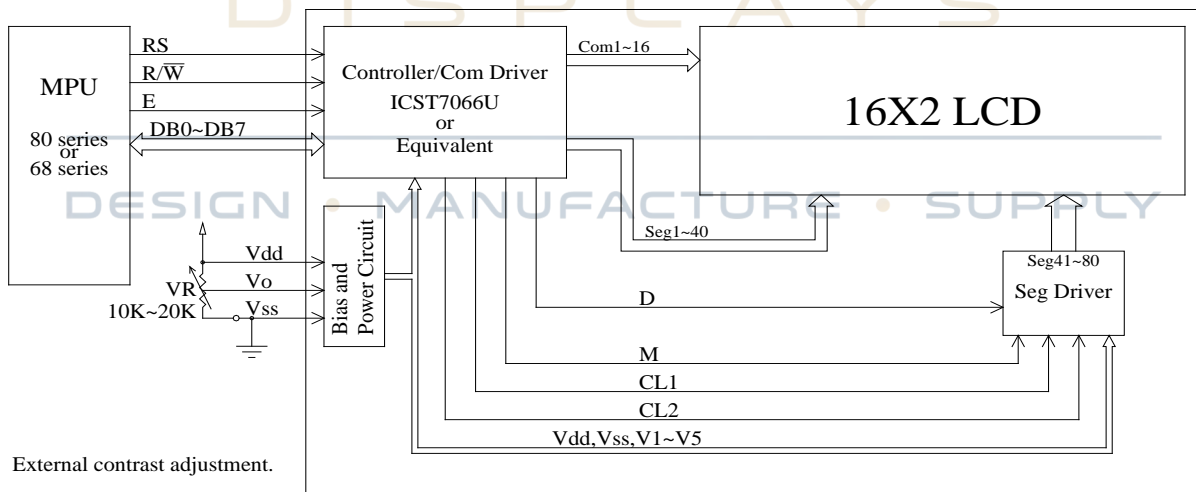 DISPLAYS
MPU
80 series
or
68 series
RS
R/W̅
E
DB0~DB7
Controller/Com Driver
ICST7066U
or
Equivalent
Com1~16
16X2 LCD
DESIGN • MANUFACTURE • SUPPLY
Seg1~40
Vdd
Vo
Vss
VR
10K~20K
Bias and
Power Circuit
Seg41~80
Seg Driver
D
M
CL1
CL2
Vdd,Vss,V1~V5
External contrast adjustment.